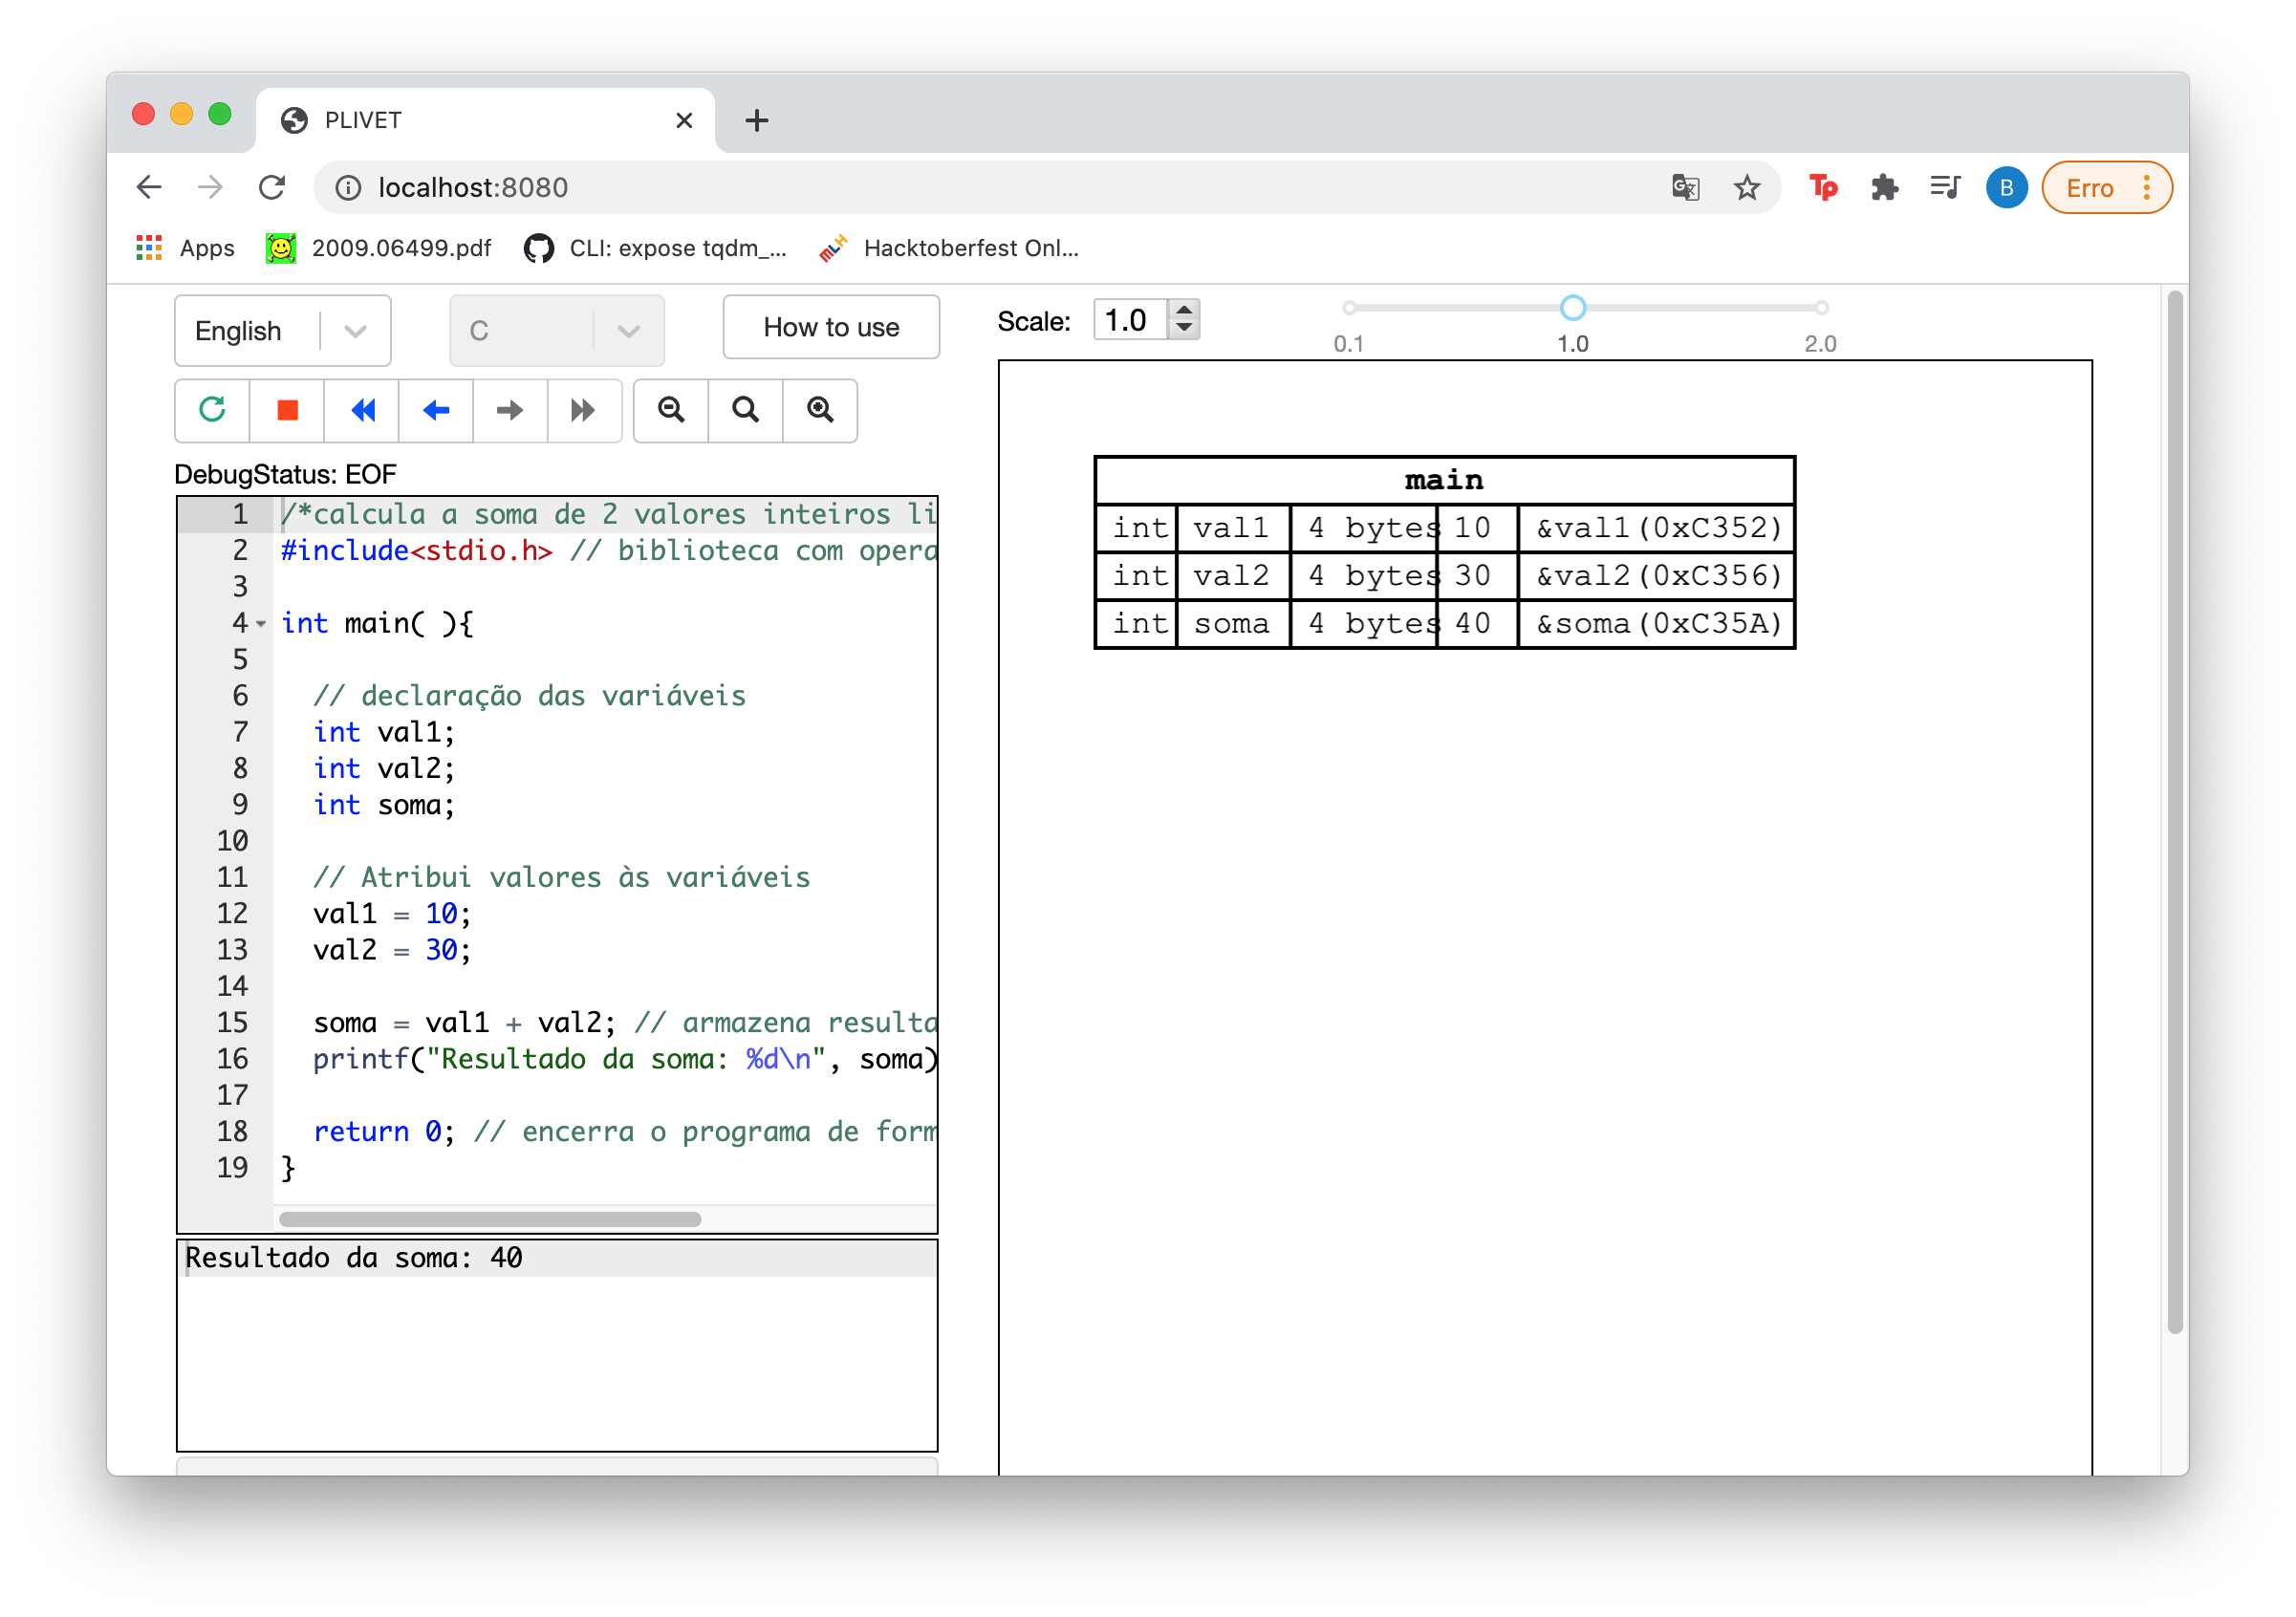 PLIVET
localhost:8080
Tp
B
Erro
Apps
2009.06499.pdf
CLI: expose tqdm_...
MLH
Hacktoberfest Onl...
English
C
How to use
Scale:
1.0
0.1
1.0
2.0
DebugStatus: EOF
1 /*calcula a soma de 2 valores inteiros li
2 #include<stdio.h> // biblioteca com opera
3
4 int main( ){
5
6 // declaração das variáveis
7 int val1;
8 int val2;
9 int soma;
10
11 // Atribui valores às variáveis
12 val1 = 10;
13 val2 = 30;
14
15 soma = val1 + val2; // armazena resulta
16 printf("Resultado da soma: %d\n", soma)
17
18 return 0; // encerra o programa de form
19 }
Resultado da soma: 40
main
int val1 4 bytes 10 &val1(0xC352)
int val2 4 bytes 30 &val2(0xC356)
int soma 4 bytes 40 &soma(0xC35A)